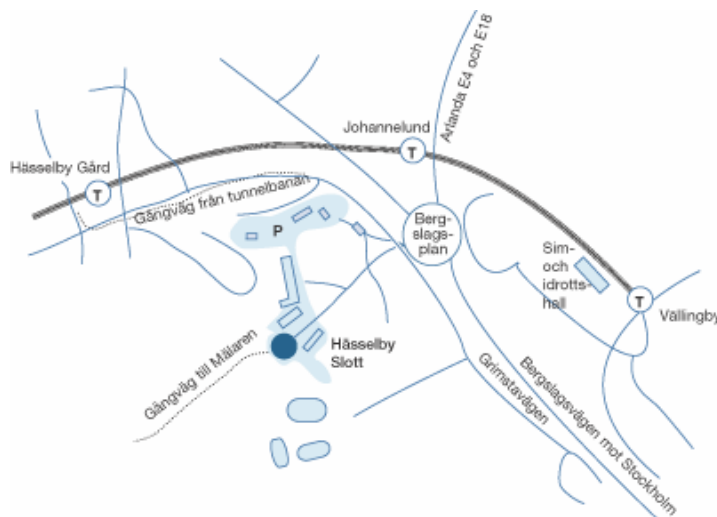 Arlanda E4 och E18
Johannelund
T
Hässelby Gård
T
Gångväg från tunnelbanan
P
Berg-
slags-
plan
Sim-
och
idrotts-
hall
T
Vällingby
Hässelby
Slott
Gångväg till Mälaren
Grimstavägen
Bergslagsvägen mot Stockholm